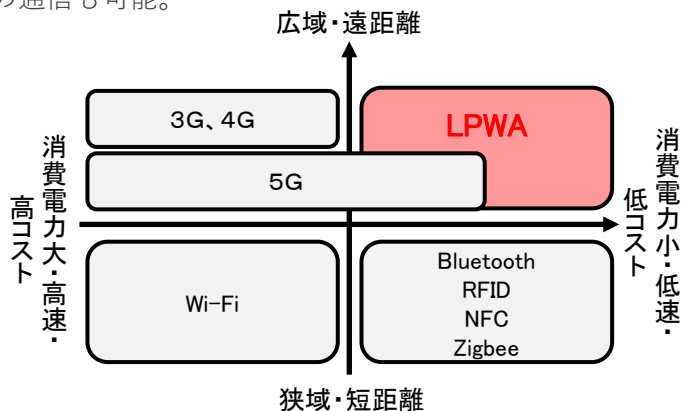 の通信も可能。
広域・遠距離
3G、4G
LPWA
5G
消費電力大・高速・
高コスト
消費電力小・低速・
低コスト
Wi-Fi
Bluetooth
RFID
NFC
Zigbee
狭域・短距離